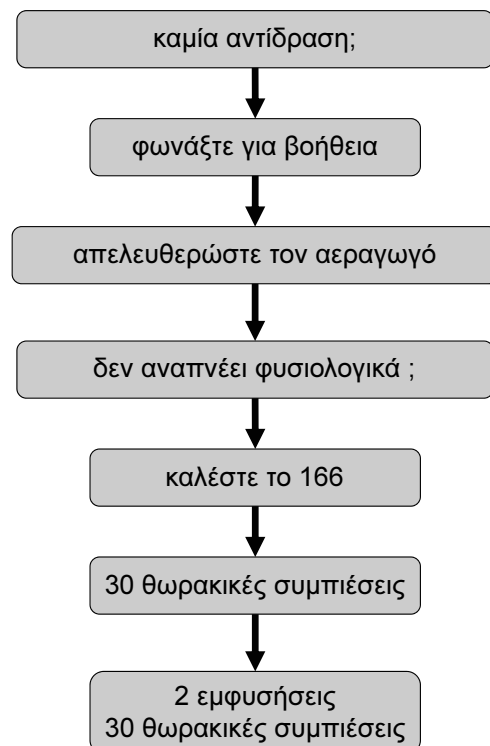 καμία αντίδραση;
φωνάξτε για βοήθεια
απελευθερώστε τον αεραγωγό
δεν αναπνέει φυσιολογικά ;
καλέστε το 166
30 θωρακικές συμπιέσεις
2 εμφυσήσεις
30 θωρακικές συμπιέσεις